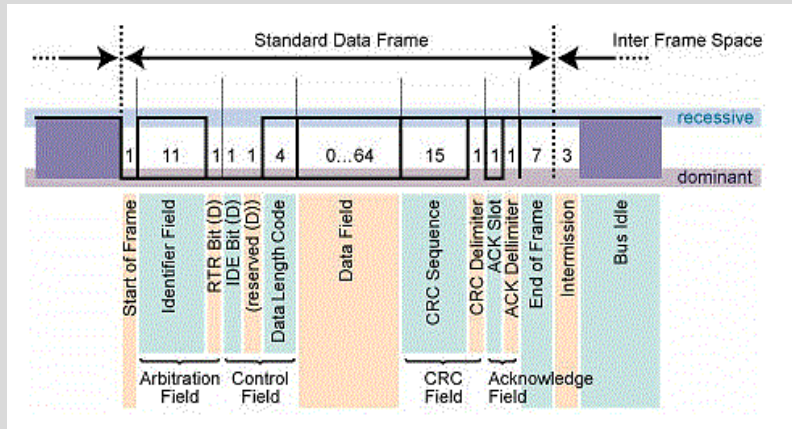 Standard Data Frame
Inter Frame Space
recessive
1 11 1 1 1 4 0...64 15 1 1 1 7 3
dominant
Start of Frame
Identifier Field
RTR Bit (D)
IDE Bit (D)
(reserved (D))
Data Length Code
Data Field
CRC Sequence
CRC Delimiter
ACK Slot
ACK Dellimiter
End of Frame
Intermission
Bus Idle
Arbitration Field
Control Field
CRC Field
Acknowledge Field